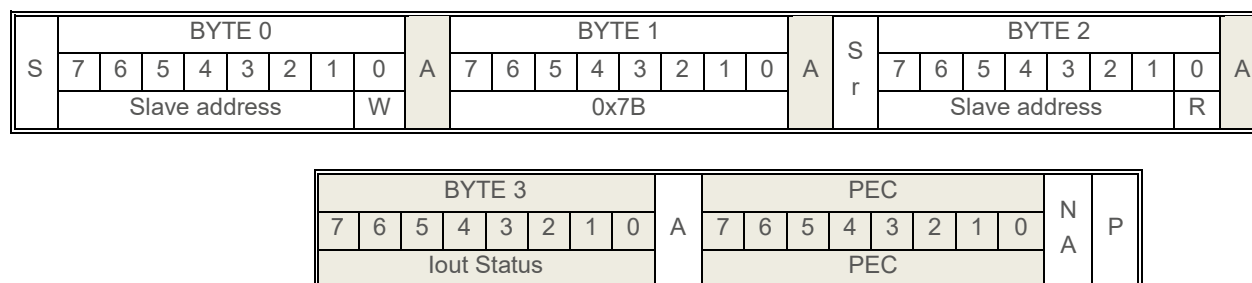 BYTE 0 BYTE 1 BYTE 2
S 7 6 5 4 3 2 1 0 A 7 6 5 4 3 2 1 0 A Sr 7 6 5 4 3 2 1 0 A
Slave address W 0x7B Slave address R
BYTE 3 PEC
7 6 5 4 3 2 1 0 A 7 6 5 4 3 2 1 0 NA P
Iout Status PEC